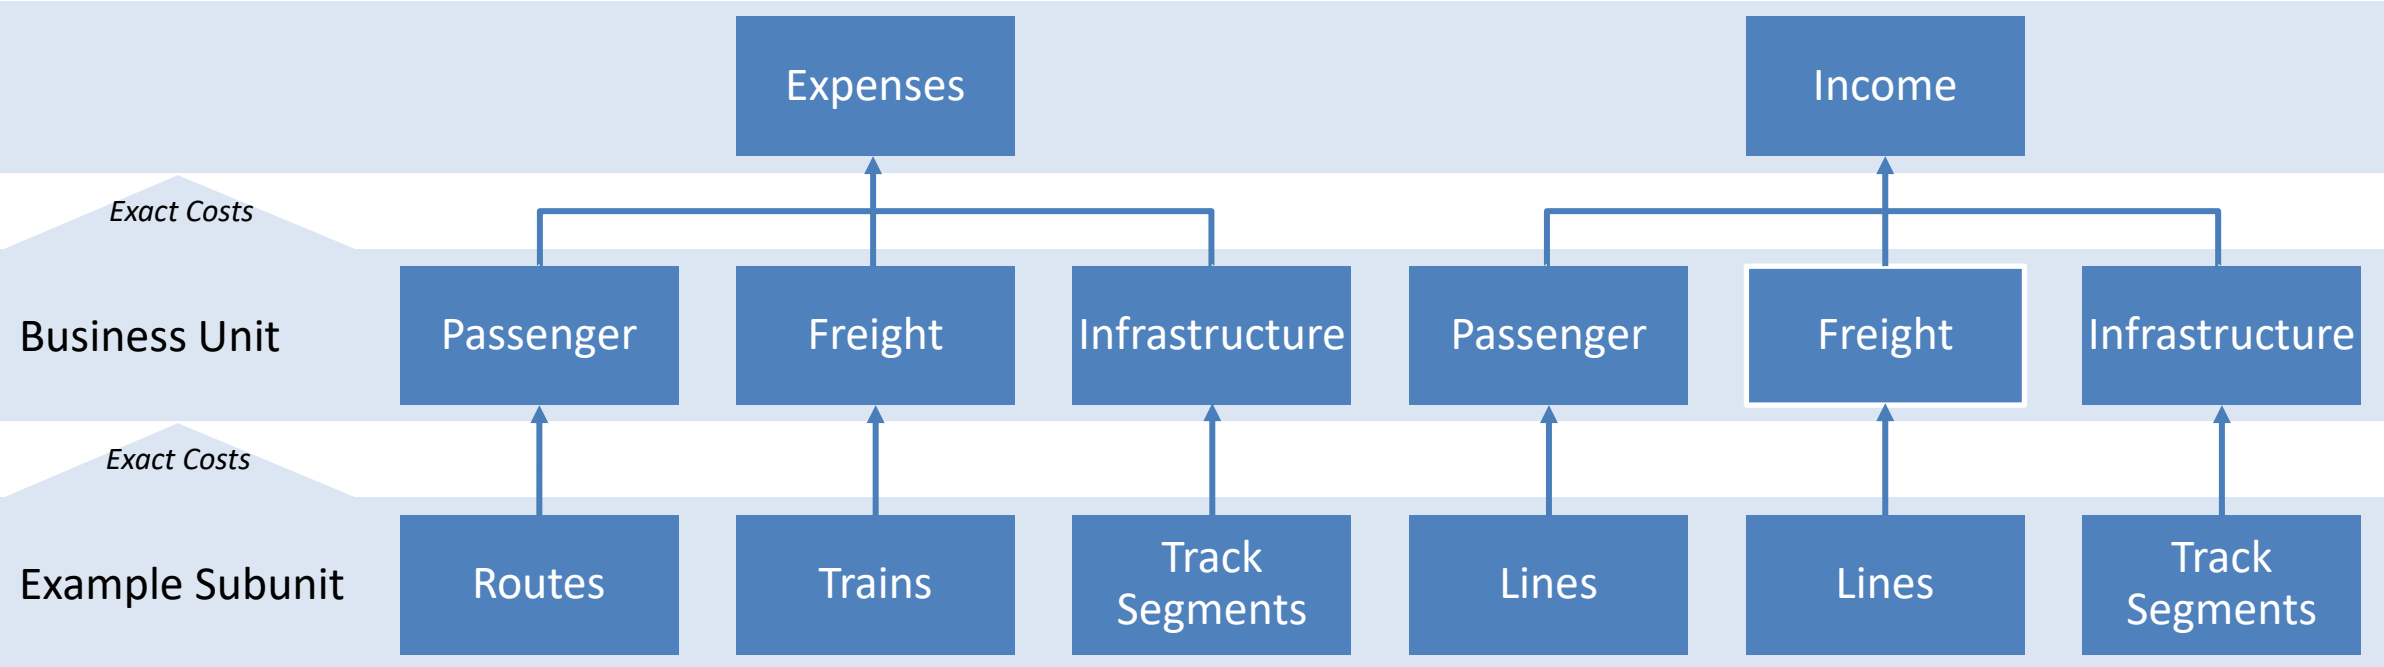 Expenses
Income
Exact Costs
Business Unit
Passenger
Freight
Infrastructure
Passenger
Freight
Infrastructure
Exact Costs
Example Subunit
Routes
Trains
Track
Segments
Lines
Lines
Track
Segments